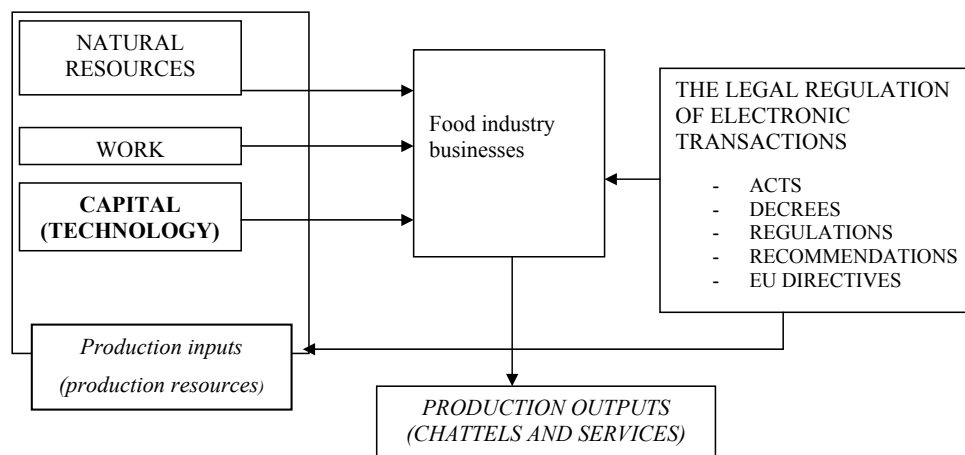 NATURAL
RESOURCES
WORK
CAPITAL
(TECHNOLOGY)
Production inputs
(production resources)
Food industry
businesses
THE LEGAL REGULATION
OF ELECTRONIC
TRANSACTIONS
- ACTS
- DECREES
- REGULATIONS
- RECOMMENDATIONS
- EU DIRECTIVES
PRODUCTION OUTPUTS
(CHATTELS AND SERVICES)